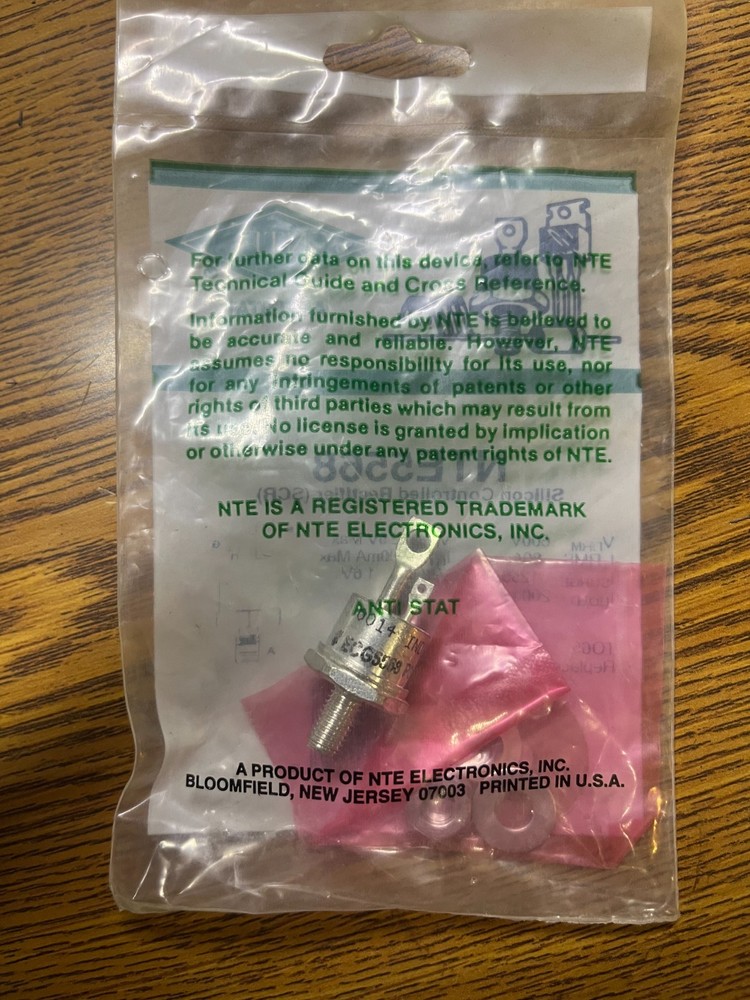 For further data on this device, refer to NTE
Technical Guide and Cross Reference.
Information furnished by NTE is believed to
be accurate and reliable. However, NTE
assumes no responsibility for its use, nor
for any infringements of patents or other
rights of third parties which may result from
its use. No license is granted by implication
or otherwise under any patent rights of NTE.
NTE5568
Silicon Controlled Rectifier (SCR)
NTE IS A REGISTERED TRADEMARK
OF NTE ELECTRONICS, INC.
ANTI STAT
ECG5568
A PRODUCT OF NTE ELECTRONICS, INC.
BLOOMFIELD, NEW JERSEY 07003 PRINTED IN U.S.A.